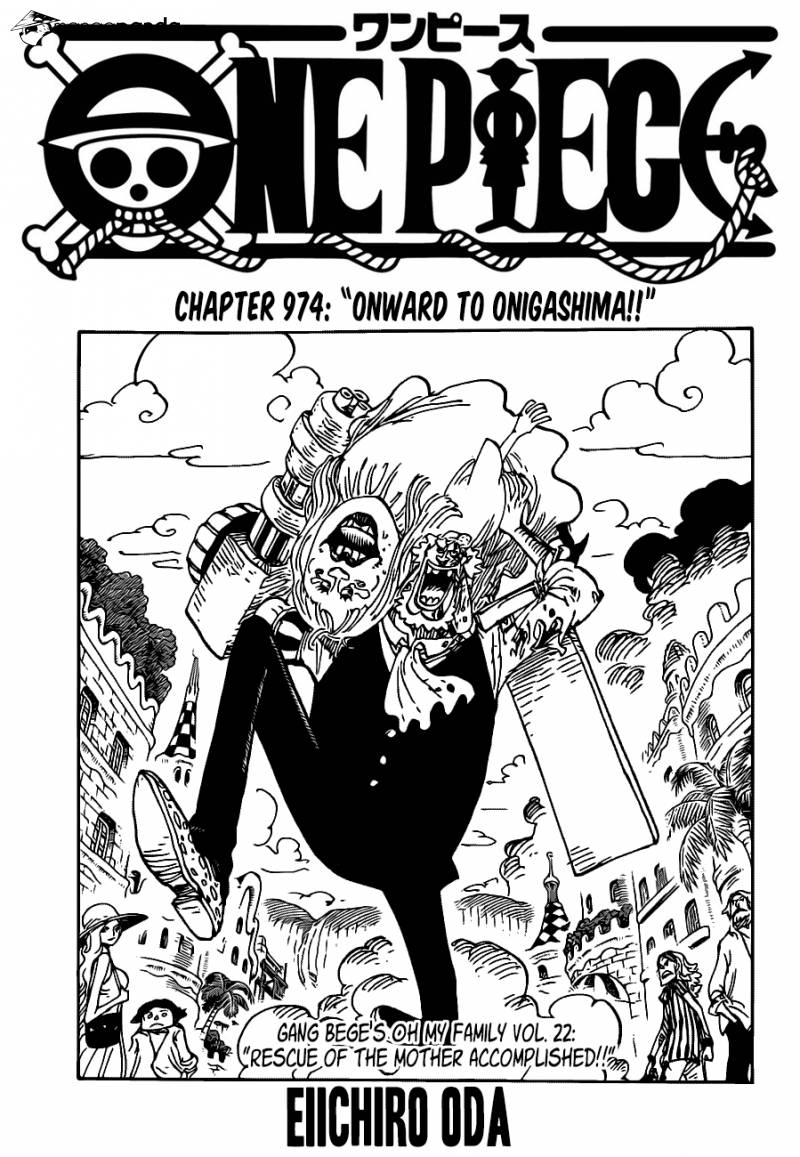 mangapanda
ワンピース
ONE PIECE
CHAPTER 974: "ONWARD TO ONIGASHIMA!!"
GANG BEGE'S OH MY FAMILY VOL. 22:
"RESCUE OF THE MOTHER ACCOMPLISHED!!"
EIICHIRO ODA